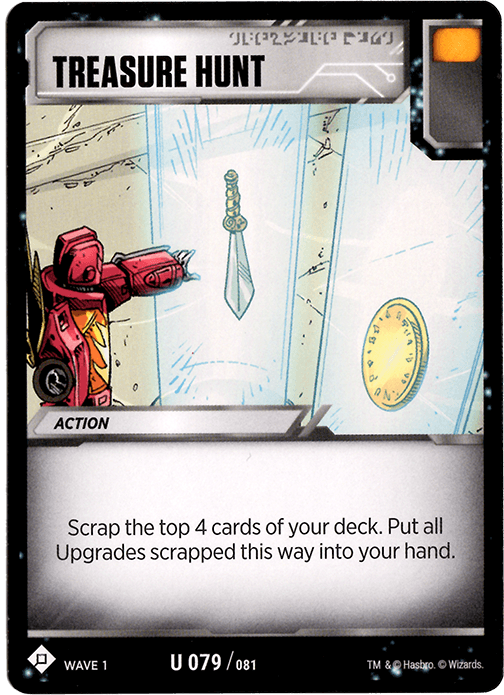 TREASURE HUNT
ACTION
Scrap the top 4 cards of your deck. Put all
Upgrades scrapped this way into your hand.
WAVE 1 U 079 / 081 TM & © Hasbro. © Wizards.